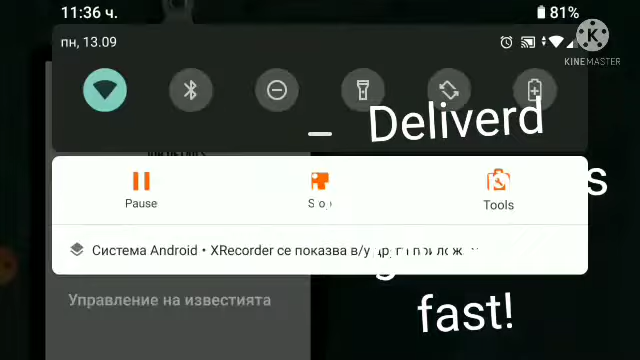 11:36 ч.
81%
пн, 13.09
K
KINEMASTER
Deliverd
Pause
Tools
Система Android • XRecorder се показва в/у
Управление на известията
fast!